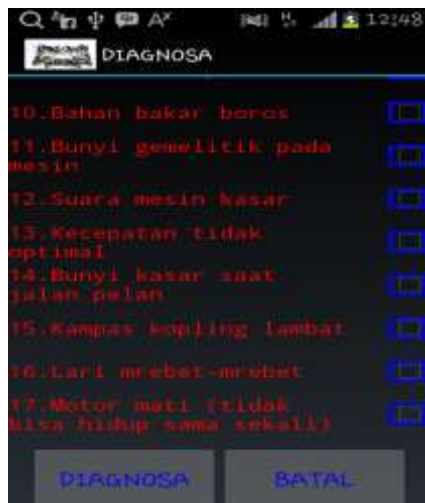 12:48
DIAGNOSA
10.Bahan bakar boros
11.Bunyi gemelitik pada
mesin
12.Suara mesin kasar
13.Kecepatan tidak
optimal
14.Bunyi kasar saat
jalan pelan
15.Kampas kopling lambat
16.Lari mrebet-mrebet
17.Motor mati (tidak
bisa hidup sama sekali)
DIAGNOSA
BATAL